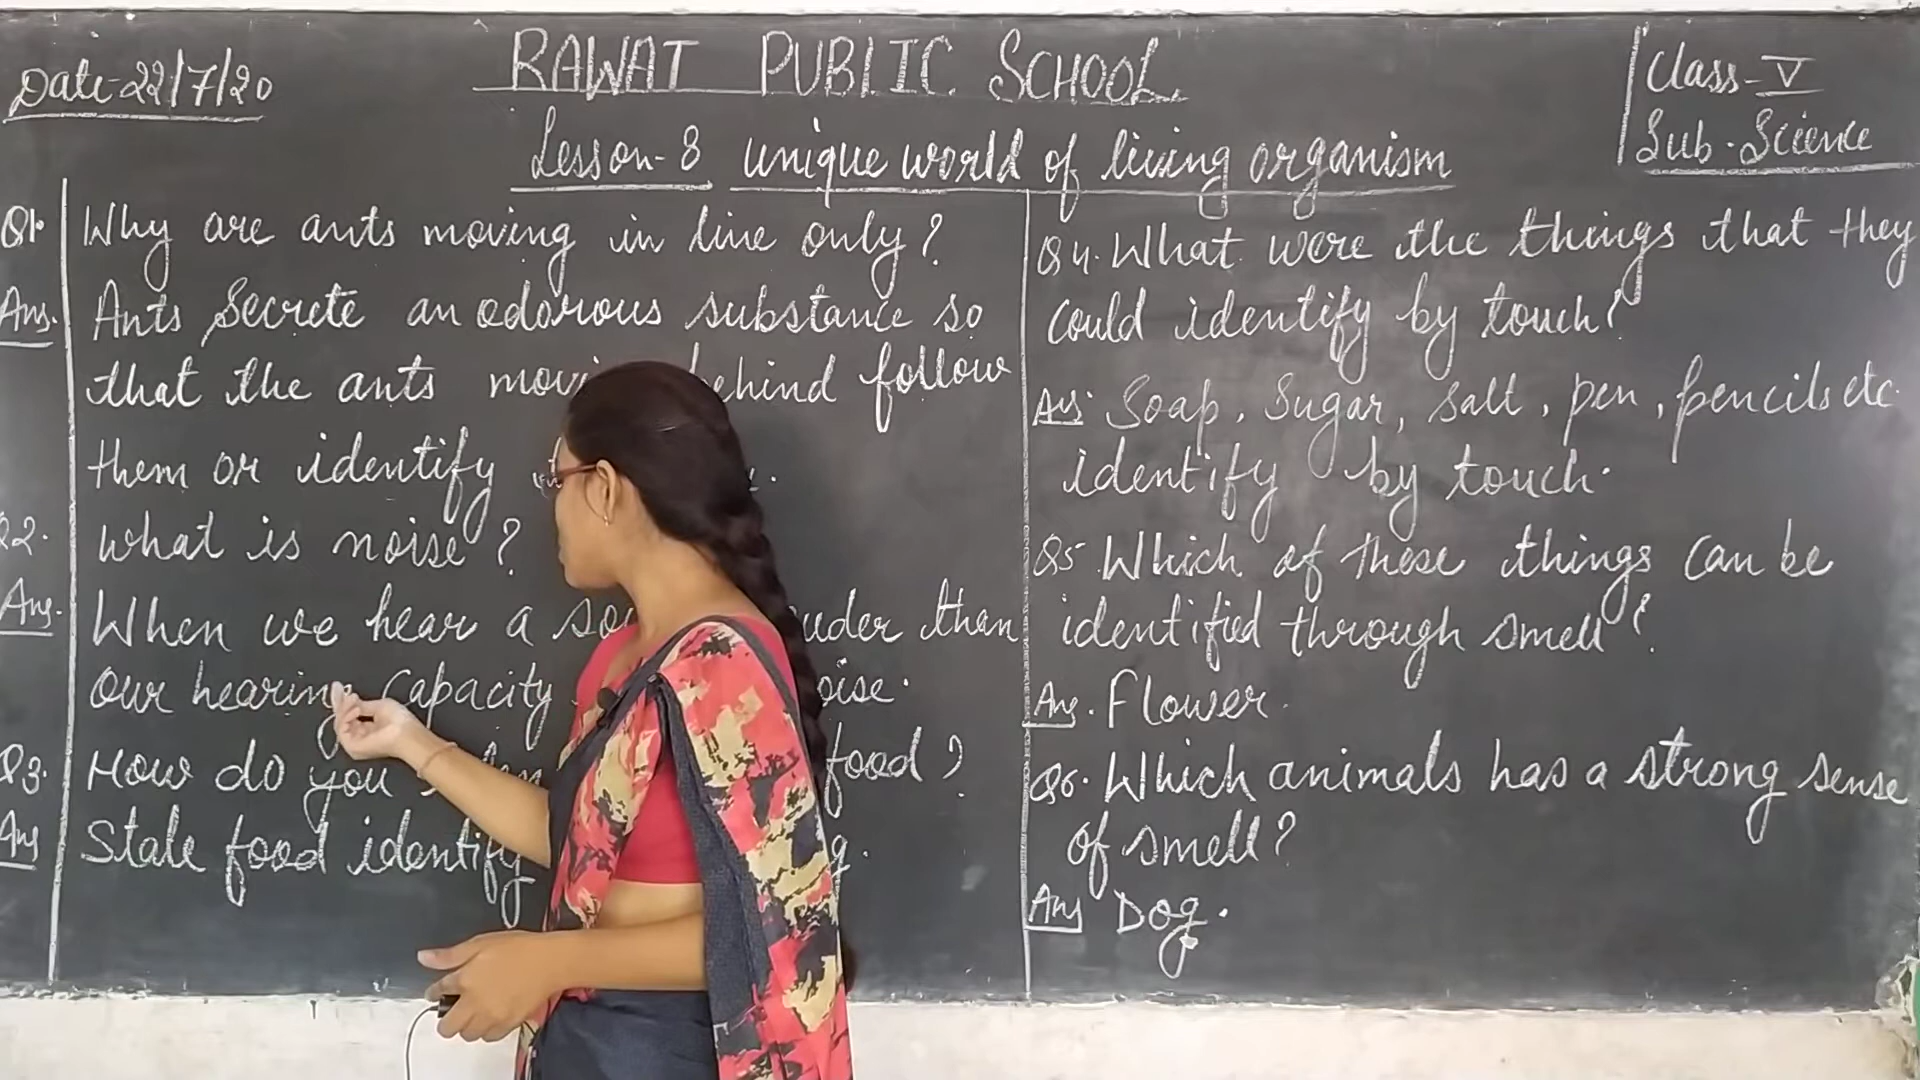 Date-22/7/20
RAWAT PUBLIC SCHOOL
Class-V
Sub. Science
Lesson-8 unique world of living organism
Q1. Why are ants moving in line only?
Ans. Ants secrete an odorous substance so
that the ants behind follow
them or identify
Q2. What is noise?
Ans. When we hear a than
our hearing capacity
Q3. How do you food?
Ans Stale food identify
Q4. What were the things that they
could identify by touch?
Ans. Soap, Sugar, Salt, pen, pencils etc.
identify by touch.
Q5 Which of these things can be
identified through smell?
Ans. Flower.
Q6. Which animals has a strong sense
of smell?
Ans Dog.